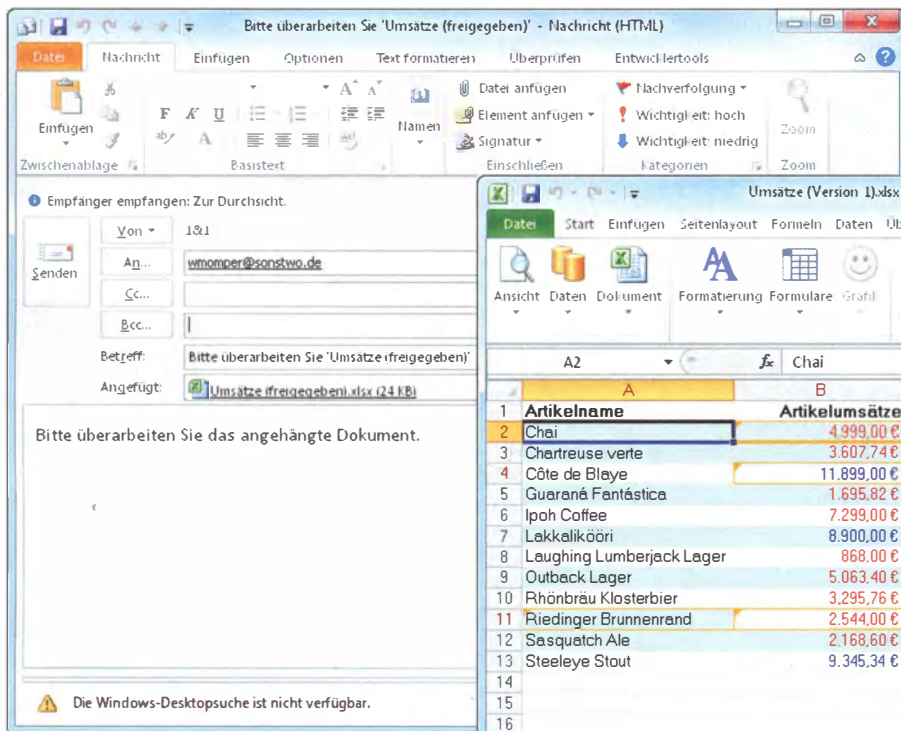 Bitte überarbeiten Sie 'Umsätze (freigegeben)' - Nachricht (HTML)
Datei Nachricht Einfügen Optionen Text formatieren Überprüfen Entwicklertools
Einfügen
F K U
Namen
Datei anfügen
Element anfügen
Signatur
Nachverfolgung
Wichtigkeit: hoch
Wichtigkeit: niedrig
Zoom
Zwischenablage Basistext Einschließen Kategorien Zoom
Empfänger empfangen: Zur Durchsicht.
Senden
Von 1&1
An... wmomper@sonstwo.de
Cc...
Bcc...
Betreff: Bitte überarbeiten Sie 'Umsätze (freigegeben)'
Angefügt: Umsätze (freigegeben).xlsx (24 KB)
Bitte überarbeiten Sie das angehängte Dokument.
Die Windows-Desktopsuche ist nicht verfügbar.
Umsätze (Version 1).xlsx
Datei Start Einfügen Seitenlayout Formeln Daten Üb
Ansicht Daten Dokument Formatierung Formulare Grafik
A2 fx Chai
A B
1 Artikelname Artikelumsätze
2 Chai 4.999,00 €
3 Chartreuse verte 3.607,74 €
4 Côte de Blaye 11.899,00 €
5 Guaraná Fantástica 1.695,82 €
6 Ipoh Coffee 7.299,00 €
7 Lakkalikööri 8.900,00 €
8 Laughing Lumberjack Lager 868,00 €
9 Outback Lager 5.063,40 €
10 Rhönbräu Klosterbier 3.295,76 €
11 Riedinger Brunnenrand 2.544,00 €
12 Sasquatch Ale 2.168,60 €
13 Steeleye Stout 9.345,34 €
14
15
16